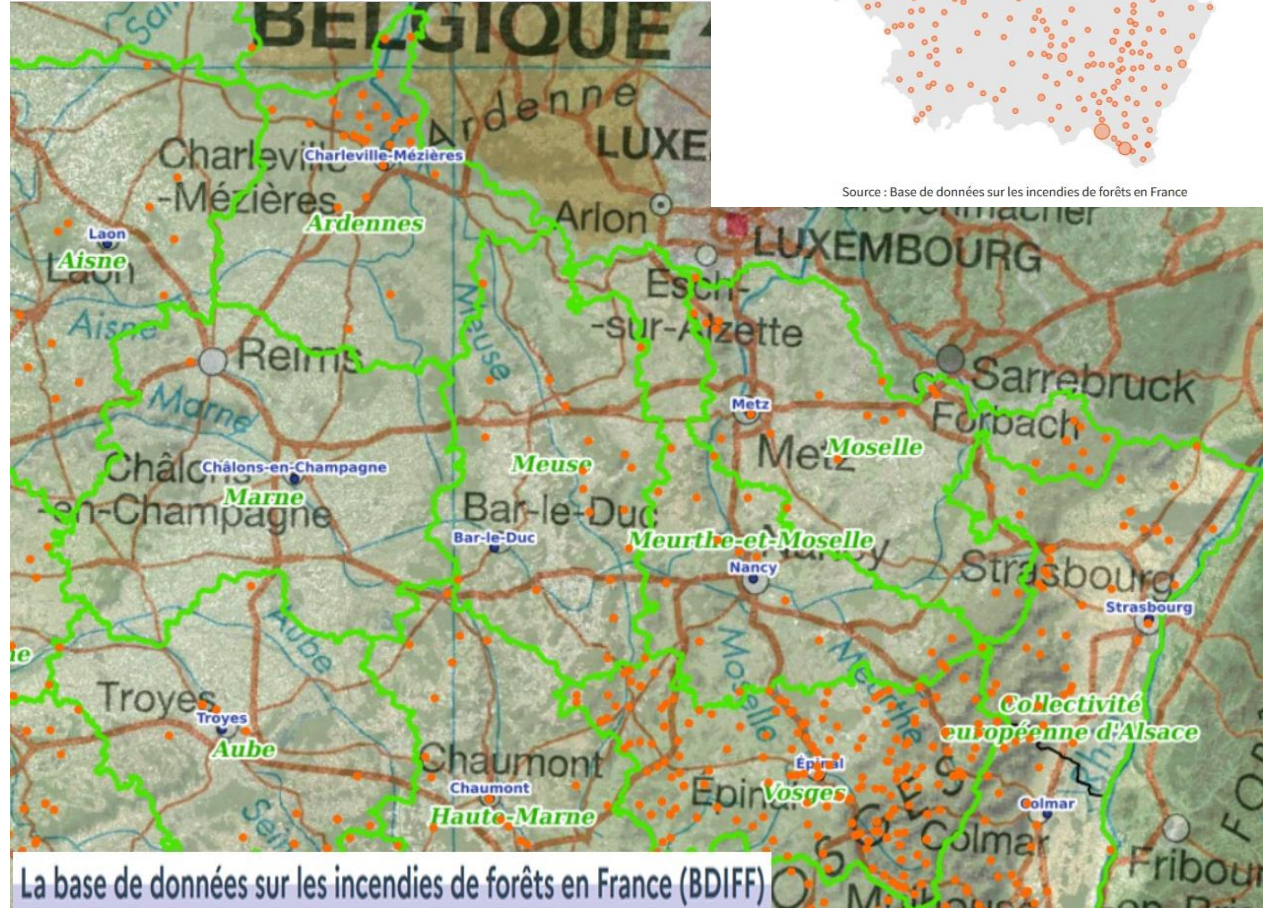 BELGIQUE
Ardenne
LUXE
Source : Base de données sur les incendies de forêts en France
Charleville
-Mézières
Charleville-Mézières
Ardennes
Arlon
LUXEMBOURG
Laon
Laon
Aisne
Aisne
Meuse
Esch-
-sur-Alzette
Reims
Marne
Sarrebruck
Forbach
Metz
Metz
Moselle
Châlons-en-Champagne
Châlons
-en-Champagne
Marne
Meuse
Bar-le-Duc
Bar-le-Duc
Meurthe-et-Moselle
Nancy
Nancy
Strasbourg
Strasbourg
Aube
Moselle
Meurthe
Troyes
Troyes
Aube
Collectivité
européenne d'Alsace
Chaumont
Chaumont
Haute-Marne
Épinal
Épinal
Vosges
VOSGES
Colmar
Colmar
Fribour
Mulhouse
La base de données sur les incendies de forêts en France (BDIFF)